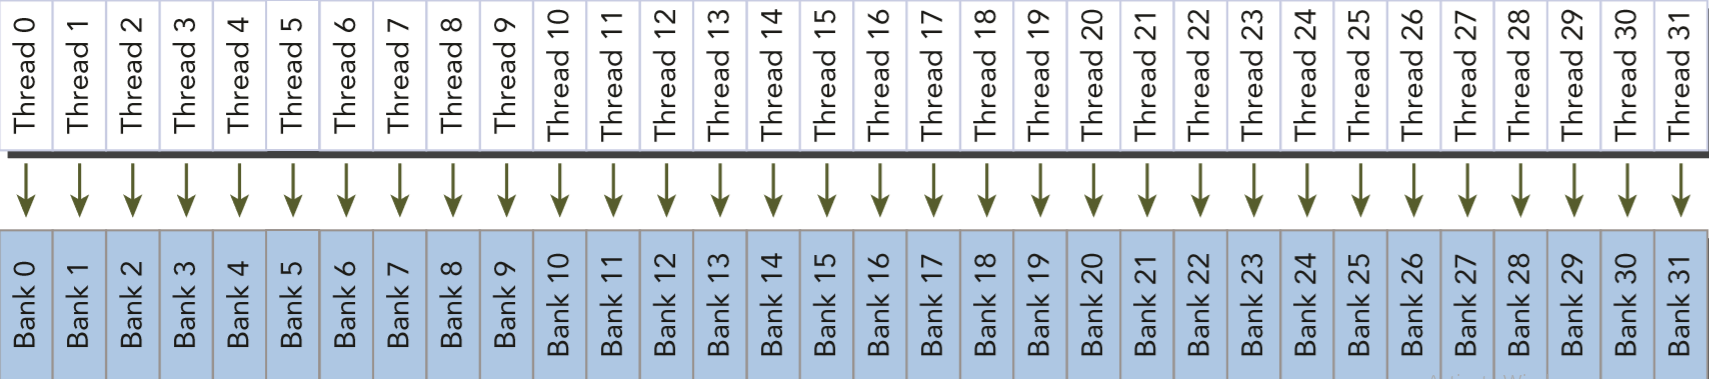 Thread 0
Thread 1
Thread 2
Thread 3
Thread 4
Thread 5
Thread 6
Thread 7
Thread 8
Thread 9
Thread 10
Thread 11
Thread 12
Thread 13
Thread 14
Thread 15
Thread 16
Thread 17
Thread 18
Thread 19
Thread 20
Thread 21
Thread 22
Thread 23
Thread 24
Thread 25
Thread 26
Thread 27
Thread 28
Thread 29
Thread 30
Thread 31
Bank 0
Bank 1
Bank 2
Bank 3
Bank 4
Bank 5
Bank 6
Bank 7
Bank 8
Bank 9
Bank 10
Bank 11
Bank 12
Bank 13
Bank 14
Bank 15
Bank 16
Bank 17
Bank 18
Bank 19
Bank 20
Bank 21
Bank 22
Bank 23
Bank 24
Bank 25
Bank 26
Bank 27
Bank 28
Bank 29
Bank 30
Bank 31